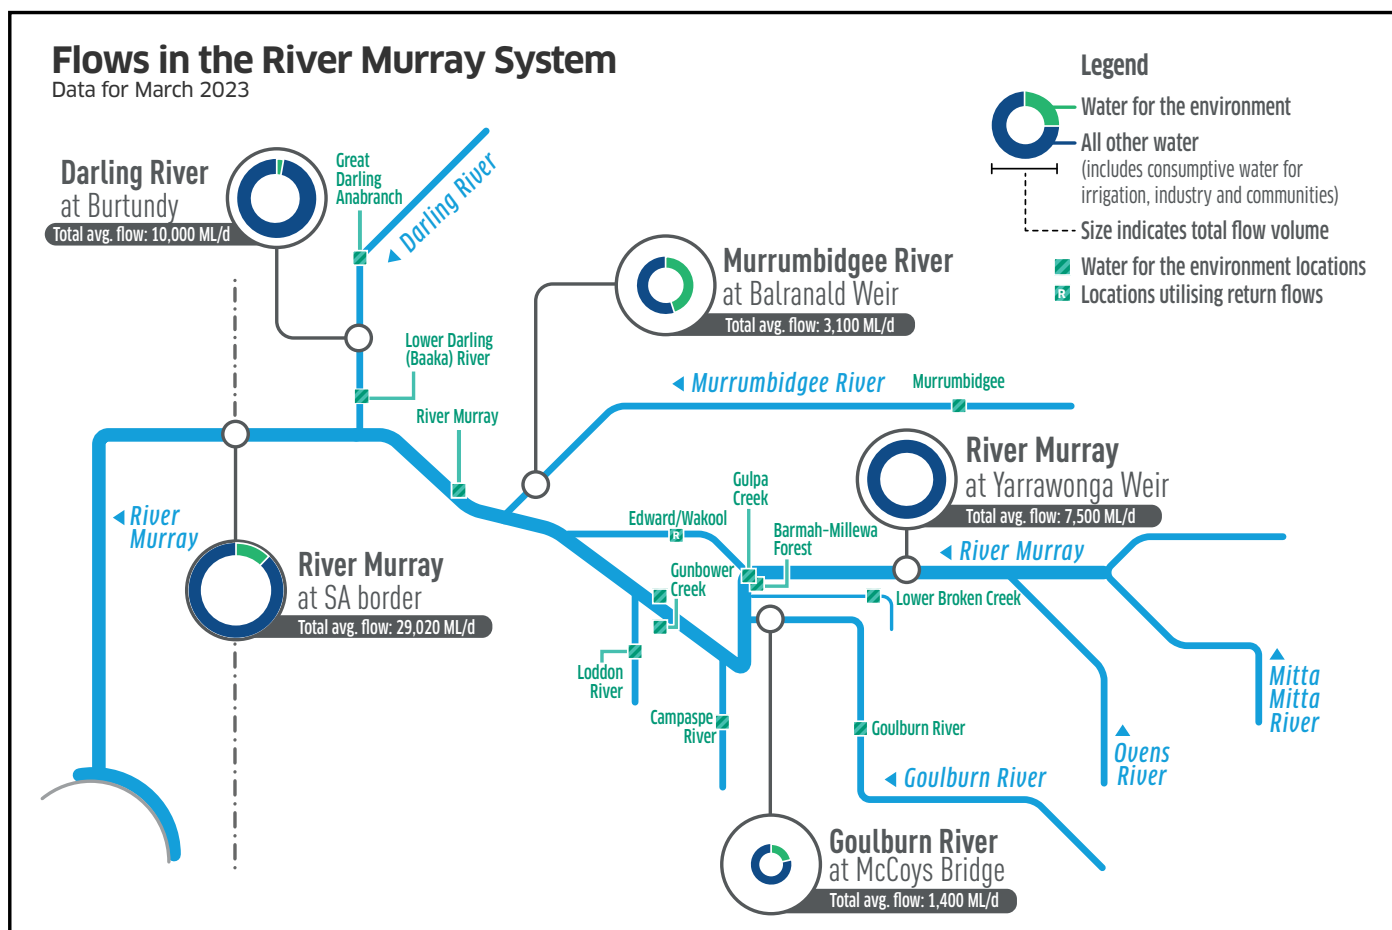 Flows in the River Murray System
Data for March 2023
Legend
Water for the environment
All other water
(includes consumptive water for
irrigation, industry and communities)
Size indicates total flow volume
Water for the environment locations
R
Locations utilising return flows
Darling River
at Burtundy
Total avg. flow: 10,000 ML/d
Great
Darling
Anabranch
Darling River
Murrumbidgee River
at Balranald Weir
Total avg. flow: 3,100 ML/d
Lower Darling
(Baaka) River
River Murray
Murrumbidgee River
Murrumbidgee
River Murray
at Yarrawonga Weir
Total avg. flow: 7,500 ML/d
Gulpa
Creek
Edward/Wakool
R
Barmah-Millewa
Forest
River Murray
River
Murray
River Murray
at SA border
Total avg. flow: 29,020 ML/d
Gunbower
Creek
Lower Broken Creek
Loddon
River
Campaspe
River
Goulburn River
Goulburn River
Ovens
River
Mitta
Mitta
River
Goulburn River
at McCoys Bridge
Total avg. flow: 1,400 ML/d